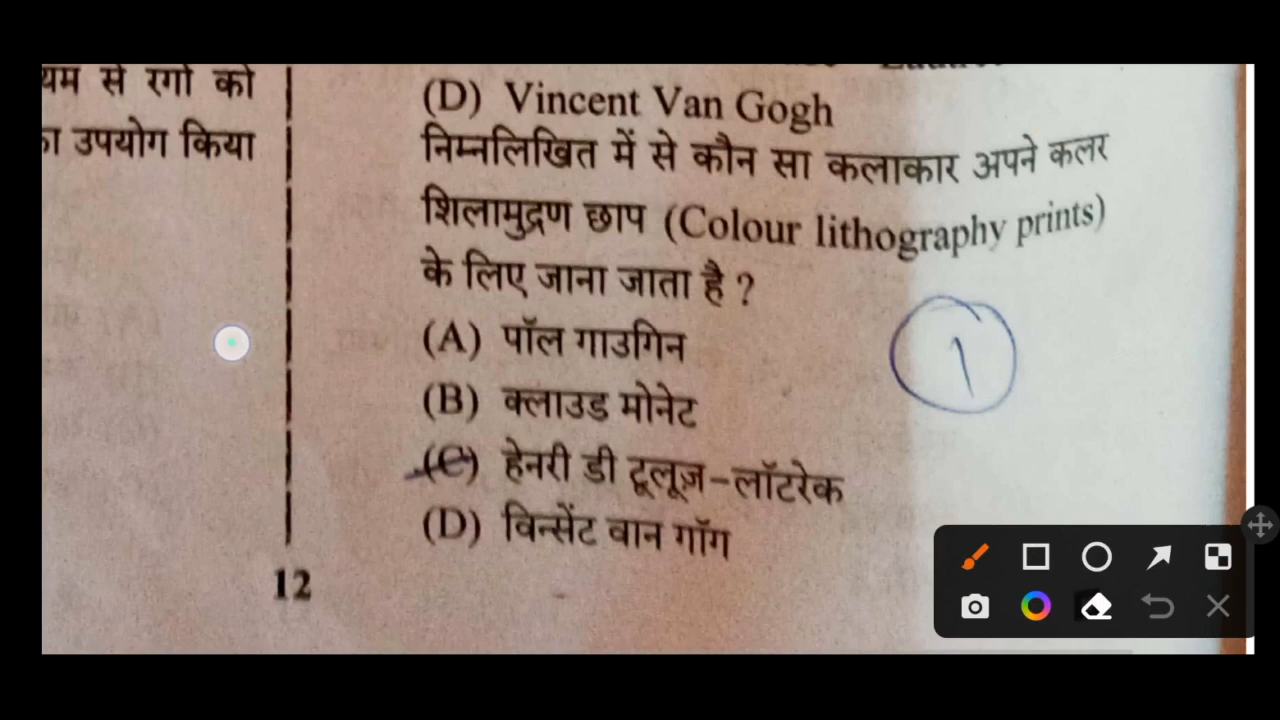 यम से रंगों को
का उपयोग किया
(D) Vincent Van Gogh
निम्नलिखित में से कौन सा कलाकार अपने कलर
शिलामुद्रण छाप (Colour lithography prints)
के लिए जाना जाता है ?
(A) पॉल गाउगिन
(B) क्लाउड मोनेट
(C) हेनरी डी टूलूज़-लॉटरेक
(D) विन्सेंट वान गॉग
1
12